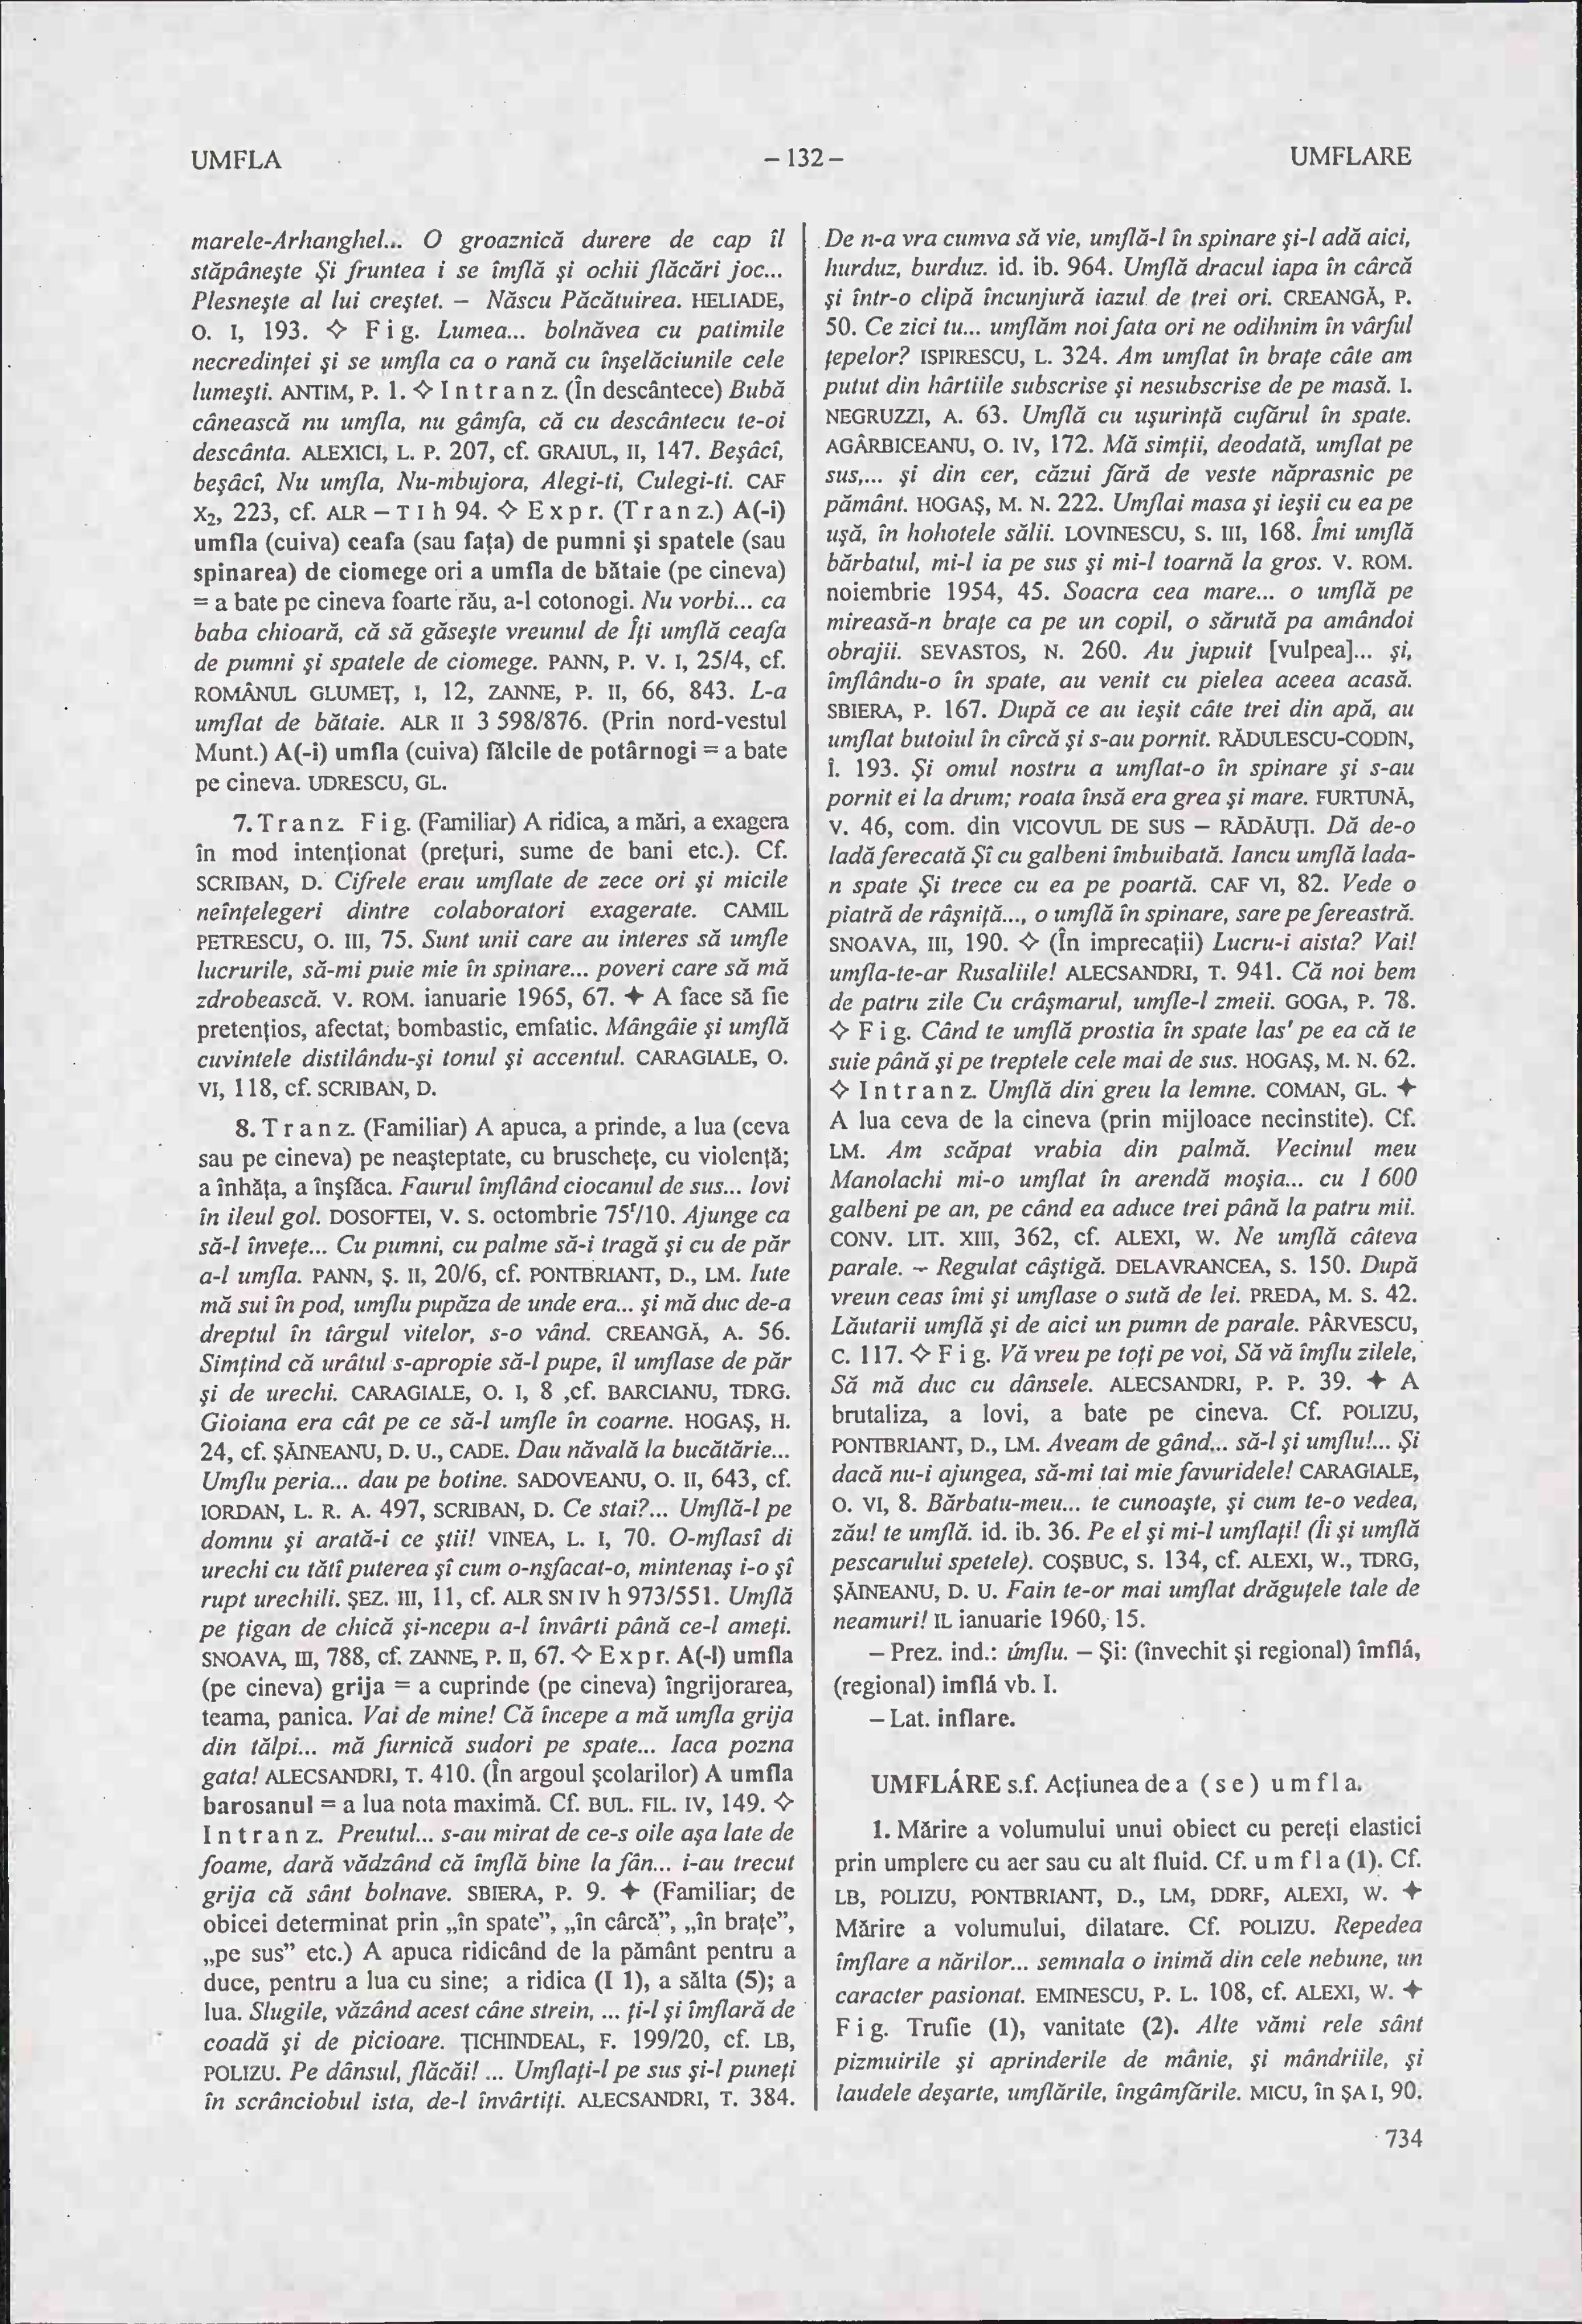 UMFLA
– 132 –
UMFLARE
marele-Arhanghel... O groaznică durere de cap îl
stăpâneşte Şi fruntea i se îmflă şi ochii flăcări joc...
Plesneşte al lui creştet. – Născu Păcătuirea. HELIADE,
O. I, 193. ◇ F i g. Lumea... bolnăvea cu patimile
necredinţei şi se umfla ca o rană cu înşelăciunile cele
lumeşti. ANTIM, P. 1. ◇ I n t r a n z. (În descântece) Bubă
cânească nu umfla, nu gâmfa, că cu descântecu te-oi
descânta. ALEXICI, L. P. 207, cf. GRAIUL, II, 147. Beşâcî,
beşâcî, Nu umfla, Nu-mbujora, Alegi-ti, Culegi-ti. CAF
X₂, 223, cf. ALR – T I h 94. ◇ E x p r. (T r a n z.) A(-i)
umfla (cuiva) ceafa (sau faţa) de pumni şi spatele (sau
spinarea) de ciomege ori a umfla de bătaie (pe cineva)
= a bate pe cineva foarte rău, a-l cotonogi. Nu vorbi... ca
baba chioară, că să găseşte vreunul de Îţi umflă ceafa
de pumni şi spatele de ciomege. PANN, P. V. I, 25/4, cf.
ROMÂNUL GLUMEŢ, I, 12, ZANNE, P. II, 66, 843. L-a
umflat de bătaie. ALR II 3 598/876. (Prin nord-vestul
Munt.) A(-i) umfla (cuiva) fălcile de potârnogi = a bate
pe cineva. UDRESCU, GL.
7. T r a n z. F i g. (Familiar) A ridica, a mări, a exagera
în mod intenţionat (preţuri, sume de bani etc.). Cf.
SCRIBAN, D. Cifrele erau umflate de zece ori şi micile
neînţelegeri dintre colaboratori exagerate. CAMIL
PETRESCU, O. III, 75. Sunt unii care au interes să umfle
lucrurile, să-mi puie mie în spinare... poveri care să mă
zdrobească. V. ROM. ianuarie 1965, 67. ✦ A face să fie
pretenţios, afectat, bombastic, emfatic. Mângâie şi umflă
cuvintele distilându-şi tonul şi accentul. CARAGIALE, O.
VI, 118, cf. SCRIBAN, D.
8. T r a n z. (Familiar) A apuca, a prinde, a lua (ceva
sau pe cineva) pe neaşteptate, cu bruscheţe, cu violenţă;
a înhăţa, a înşfăca. Faurul îmflând ciocanul de sus... lovi
în ileul gol. DOSOFTEI, V. S. octombrie 75ʳ/10. Ajunge ca
să-l înveţe... Cu pumni, cu palme să-i tragă şi cu de păr
a-l umfla. PANN, Ş. II, 20/6, cf. PONTBRIANT, D., LM. Iute
mă sui în pod, umflu pupăza de unde era... şi mă duc de-a
dreptul în târgul vitelor, s-o vând. CREANGĂ, A. 56.
Simţind că urâtul s-apropie să-l pupe, îl umflase de păr
şi de urechi. CARAGIALE, O. I, 8 ,cf. BARCIANU, TDRG.
Gioiana era cât pe ce să-l umfle în coarne. HOGAŞ, H.
24, cf. ŞĂINEANU, D. U., CADE. Dau năvală la bucătărie...
Umflu peria... dau pe botine. SADOVEANU, O. II, 643, cf.
IORDAN, L. R. A. 497, SCRIBAN, D. Ce stai?... Umflă-l pe
domnu şi arată-i ce ştii! VINEA, L. I, 70. O-mflasî di
urechi cu tătî puterea şî cum o-nşfacat-o, mintenaş i-o şî
rupt urechili. ŞEZ. III, 11, cf. ALR SN IV h 973/551. Umflă
pe ţigan de chică şi-ncepu a-l învârti până ce-l ameţi.
SNOAVA, III, 788, cf. ZANNE, P. II, 67. ◇ E x p r. A(-l) umfla
(pe cineva) grija = a cuprinde (pe cineva) îngrijorarea,
teama, panica. Vai de mine! Că începe a mă umfla grija
din tălpi... mă furnică sudori pe spate... Iaca pozna
gata! ALECSANDRI, T. 410. (În argoul şcolarilor) A umfla
barosanul = a lua nota maximă. Cf. BUL. FIL. IV, 149. ◇
I n t r a n z. Preutul... s-au mirat de ce-s oile aşa late de
foame, dară vădzând că îmflă bine la fân... i-au trecut
grija că sânt bolnave. SBIERA, P. 9. ✦ (Familiar; de
obicei determinat prin „în spate”, „în cârcă”, „în braţe”,
„pe sus” etc.) A apuca ridicând de la pământ pentru a
duce, pentru a lua cu sine; a ridica (I 1), a sălta (5); a
lua. Slugile, văzând acest câne strein, ... ţi-l şi îmflară de
coadă şi de picioare. ŢICHINDEAL, F. 199/20, cf. LB,
POLIZU. Pe dânsul, flăcăi! ... Umflaţi-l pe sus şi-l puneţi
în scrânciobul ista, de-l învârtiţi. ALECSANDRI, T. 384.
De n-a vra cumva să vie, umflă-l în spinare şi-l adă aici,
hurduz, burduz. id. ib. 964. Umflă dracul iapa în cârcă
şi într-o clipă încunjură iazul de trei ori. CREANGĂ, P.
50. Ce zici tu... umflăm noi fata ori ne odihnim în vârful
ţepelor? ISPIRESCU, L. 324. Am umflat în braţe câte am
putut din hârtiile subscrise şi nesubscrise de pe masă. I.
NEGRUZZI, A. 63. Umflă cu uşurinţă cufărul în spate.
AGÂRBICEANU, O. IV, 172. Mă simţii, deodată, umflat pe
sus,... şi din cer, căzui fără de veste năprasnic pe
pământ. HOGAŞ, M. N. 222. Umflai masa şi ieşii cu ea pe
uşă, în hohotele sălii. LOVINESCU, S. III, 168. Îmi umflă
bărbatul, mi-l ia pe sus şi mi-l toarnă la gros. V. ROM.
noiembrie 1954, 45. Soacra cea mare... o umflă pe
mireasă-n braţe ca pe un copil, o sărută pa amândoi
obrajii. SEVASTOS, N. 260. Au jupuit [vulpea]... şi,
îmflându-o în spate, au venit cu pielea aceea acasă.
SBIERA, P. 167. După ce au ieşit câte trei din apă, au
umflat butoiul în cîrcă şi s-au pornit. RĂDULESCU-CODIN,
Î. 193. Şi omul nostru a umflat-o în spinare şi s-au
pornit ei la drum; roata însă era grea şi mare. FURTUNĂ,
V. 46, com. din VICOVUL DE SUS – RĂDĂUŢI. Dă de-o
ladă ferecată Şî cu galbeni îmbuibată. Iancu umflă lada-
n spate Şi trece cu ea pe poartă. CAF VI, 82. Vede o
piatră de râşniţă..., o umflă în spinare, sare pe fereastră.
SNOAVA, III, 190. ◇ (În imprecaţii) Lucru-i aista? Vai!
umfla-te-ar Rusaliile! ALECSANDRI, T. 941. Că noi bem
de patru zile Cu crâşmarul, umfle-l zmeii. GOGA, P. 78.
◇ F i g. Când te umflă prostia în spate las' pe ea că te
suie până şi pe treptele cele mai de sus. HOGAŞ, M. N. 62.
◇ I n t r a n z. Umflă din greu la lemne. COMAN, GL. ✦
A lua ceva de la cineva (prin mijloace necinstite). Cf.
LM. Am scăpat vrabia din palmă. Vecinul meu
Manolachi mi-o umflat în arendă moşia... cu 1 600
galbeni pe an, pe când ea aduce trei până la patru mii.
CONV. LIT. XIII, 362, cf. ALEXI, W. Ne umflă câteva
parale. – Regulat câştigă. DELAVRANCEA, S. 150. După
vreun ceas îmi şi umflase o sută de lei. PREDA, M. S. 42.
Lăutarii umflă şi de aici un pumn de parale. PÂRVESCU,
C. 117. ◇ F i g. Vă vreu pe toţi pe voi, Să vă îmflu zilele,
Să mă duc cu dânsele. ALECSANDRI, P. P. 39. ✦ A
brutaliza, a lovi, a bate pe cineva. Cf. POLIZU,
PONTBRIANT, D., LM. Aveam de gând... să-l şi umflu!... Şi
dacă nu-i ajungea, să-mi tai mie favuridele! CARAGIALE,
O. VI, 8. Bărbatu-meu... te cunoaşte, şi cum te-o vedea,
zău! te umflă. id. ib. 36. Pe el şi mi-l umflaţi! (Îi şi umflă
pescarului spetele). COŞBUC, S. 134, cf. ALEXI, W., TDRG,
ŞĂINEANU, D. U. Fain te-or mai umflat drăguţele tale de
neamuri! IL ianuarie 1960, 15.
– Prez. ind.: úmflu. – Şi: (învechit şi regional) îmflá,
(regional) imflá vb. I.
– Lat. inflare.
UMFLÁRE s.f. Acţiunea de a ( s e ) u m f l a.
1. Mărire a volumului unui obiect cu pereţi elastici
prin umplere cu aer sau cu alt fluid. Cf. u m f l a (1). Cf.
LB, POLIZU, PONTBRIANT, D., LM, DDRF, ALEXI, W. ✦
Mărire a volumului, dilatare. Cf. POLIZU. Repedea
îmflare a nărilor... semnala o inimă din cele nebune, un
caracter pasionat. EMINESCU, P. L. 108, cf. ALEXI, W. ✦
F i g. Trufie (1), vanitate (2). Alte vămi rele sânt
pizmuirile şi aprinderile de mânie, şi mândriile, şi
laudele deşarte, umflările, îngâmfările. MICU, în ŞA I, 90.
734